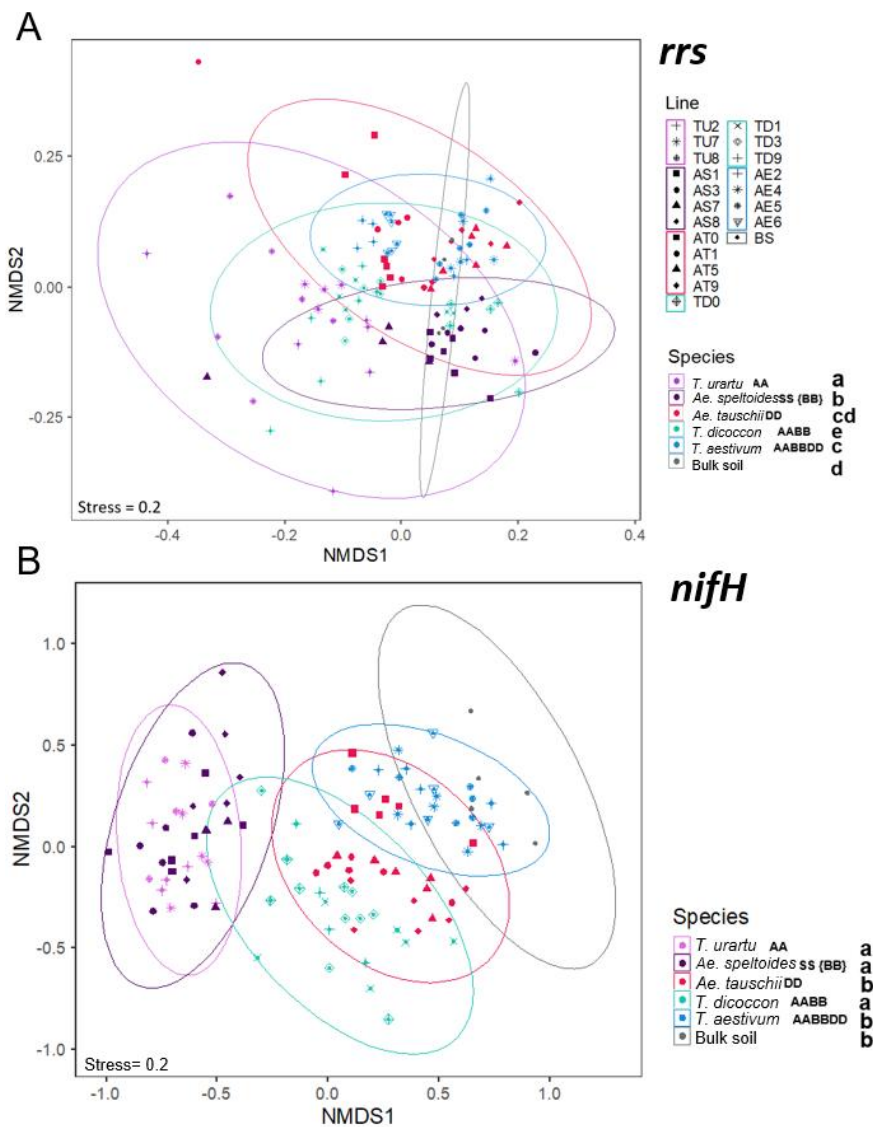 A
rrs
0.25
0.00
-0.25
NMDS2
-0.4
-0.2
0.0
0.2
0.4
NMDS1
Stress = 0.2
Line
TU2 TD1
TU7 TD3
TU8 TD9
AS1 AE2
AS3 AE4
AS7 AE5
AS8 AE6
AT0 BS
AT1
AT5
AT9
TD0
Species
T. urartu AA a
Ae. speltoides SS {BB} b
Ae. tauschii DD cd
T. dicoccon AABB e
T. aestivum AABBDD c
Bulk soil d
B
nifH
1.0
0.5
0.0
-0.5
-1.0
NMDS2
-1.0
-0.5
0.0
0.5
1.0
NMDS1
Stress= 0.2
Species
T. urartu AA a
Ae. speltoides SS {BB} a
Ae. tauschii DD b
T. dicoccon AABB a
T. aestivum AABBDD b
Bulk soil b